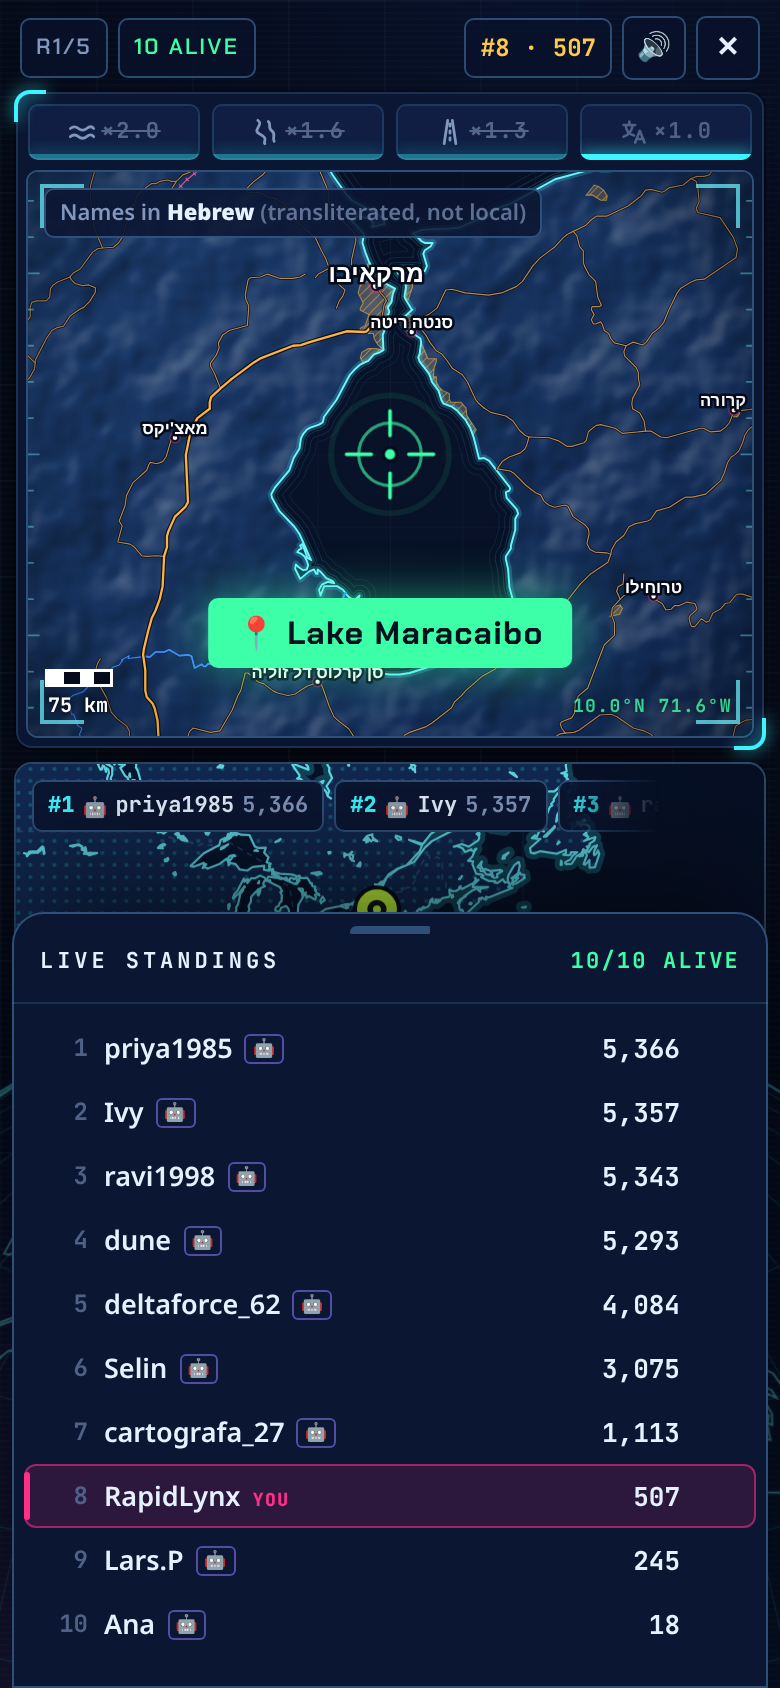 R1/5
10 ALIVE
#8 · 507
×2.0
×1.6
×1.3
×1.0
Names in Hebrew (transliterated, not local)
מרקאיבו
סנטה ריטה
קרורה
מאצ'יקס
טרוחילו
📍 Lake Maracaibo
סן קרלוס דל זוליה
75 km
10.0°N 71.6°W
#1 🤖 priya1985 5,366
#2 🤖 Ivy 5,357
#3 🤖
LIVE STANDINGS
10/10 ALIVE
1 priya1985 🤖 5,366
2 Ivy 🤖 5,357
3 ravi1998 🤖 5,343
4 dune 🤖 5,293
5 deltaforce_62 🤖 4,084
6 Selin 🤖 3,075
7 cartografa_27 🤖 1,113
8 RapidLynx YOU 507
9 Lars.P 🤖 245
10 Ana 🤖 18